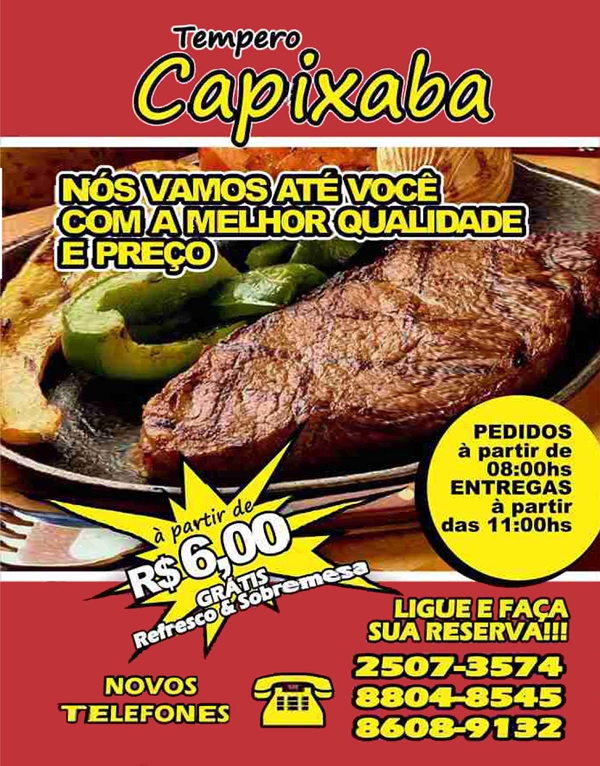 Tempero
Capixaba
NÓS VAMOS ATÉ VOCÊ
COM A MELHOR QUALIDADE
E PREÇO
PEDIDOS
à partir de
08:00hs
ENTREGAS
à partir
das 11:00hs
à partir de
R$ 6,00
GRÁTIS
Refresco & Sobremesa
LIGUE E FAÇA
SUA RESERVA!!!
NOVOS
TELEFONES
2507-3574
8804-8545
8608-9132